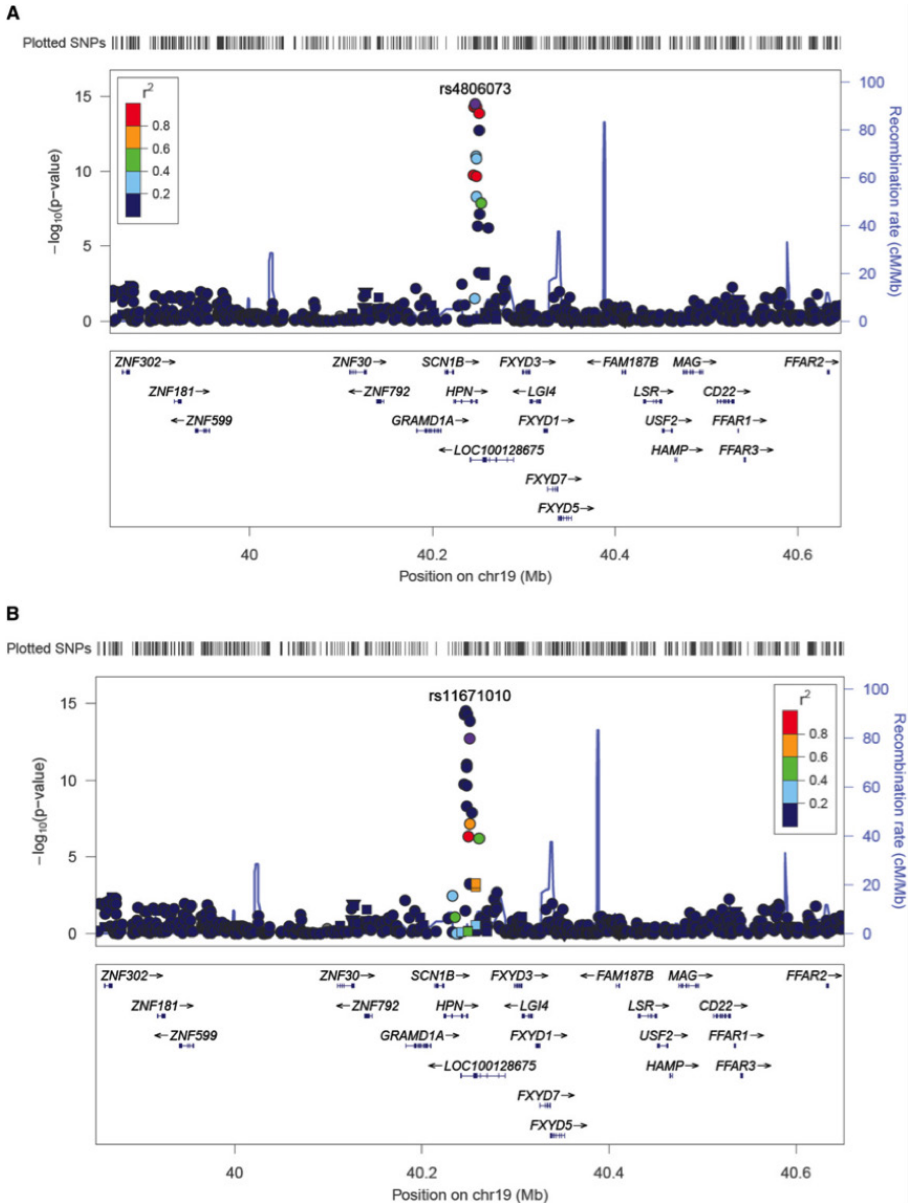 A
Plotted SNPs
rs4806073
r²
0.8
0.6
0.4
0.2
15
10
5
0
−log₁₀(p−value)
100
80
60
40
20
0
Recombination rate (cM/Mb)
ZNF302→ ZNF30→ SCN1B→ FXYD3→ ←FAM187B MAG→ FFAR2→
ZNF181→ ←ZNF792 HPN→ ←LGI4 LSR→ CD22→
←ZNF599 GRAMD1A→ FXYD1→ USF2→ FFAR1→
←LOC100128675 HAMP→ FFAR3→
FXYD7→
FXYD5→
40 40.2 40.4 40.6
Position on chr19 (Mb)
B
Plotted SNPs
rs11671010
r²
0.8
0.6
0.4
0.2
15
10
5
0
−log₁₀(p−value)
100
80
60
40
20
0
Recombination rate (cM/Mb)
ZNF302→ ZNF30→ SCN1B→ FXYD3→ ←FAM187B MAG→ FFAR2→
ZNF181→ ←ZNF792 HPN→ ←LGI4 LSR→ CD22→
←ZNF599 GRAMD1A→ FXYD1→ USF2→ FFAR1→
←LOC100128675 HAMP→ FFAR3→
FXYD7→
FXYD5→
40 40.2 40.4 40.6
Position on chr19 (Mb)